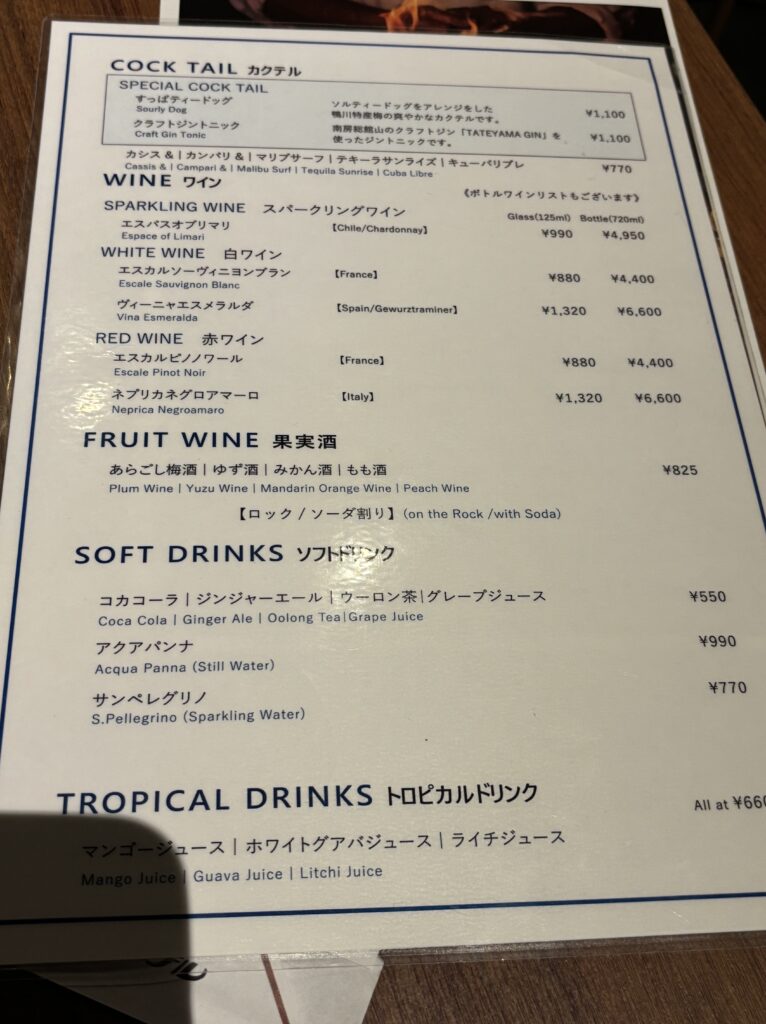 COCK TAIL カクテル
SPECIAL COCK TAIL
すっぱティードッグ
Sourly Dog
ソルティードッグをアレンジをした
鴨川特産梅の爽やかなカクテルです。
¥1,100
クラフトジントニック
Craft Gin Tonic
南房総館山のクラフトジン「TATEYAMA GIN」を
使ったジントニックです。
¥1,100
カシス & | カンパリ & | マリブサーフ | テキーラサンライズ | キューバリブレ ¥770
Cassis & | Campari & | Malibu Surf | Tequila Sunrise | Cuba Libre
WINE ワイン
《ボトルワインリストもございます》
SPARKLING WINE スパークリングワイン Glass(125ml) Bottle(720ml)
エスパスオブリマリ 【Chile/Chardonnay】 ¥990 ¥4,950
Espace of Limari
WHITE WINE 白ワイン
エスカルソーヴィニヨンブラン 【France】 ¥880 ¥4,400
Escale Sauvignon Blanc
ヴィーニャエスメラルダ 【Spain/Gewurztraminer】 ¥1,320 ¥6,600
Vina Esmeralda
RED WINE 赤ワイン
エスカルピノノワール 【France】 ¥880 ¥4,400
Escale Pinot Noir
ネプリカネグロアマーロ 【Italy】 ¥1,320 ¥6,600
Neprica Negroamaro
FRUIT WINE 果実酒
あらごし梅酒 | ゆず酒 | みかん酒 | もも酒 ¥825
Plum Wine | Yuzu Wine | Mandarin Orange Wine | Peach Wine
【ロック / ソーダ割り】(on the Rock /with Soda)
SOFT DRINKS ソフトドリンク
コカコーラ | ジンジャーエール | ウーロン茶 | グレープジュース ¥550
Coca Cola | Ginger Ale | Oolong Tea | Grape Juice
アクアパンナ ¥990
Acqua Panna (Still Water)
サンペレグリノ ¥770
S.Pellegrino (Sparkling Water)
TROPICAL DRINKS トロピカルドリンク All at ¥660
マンゴージュース | ホワイトグアバジュース | ライチジュース
Mango Juice | Guava Juice | Litchi Juice